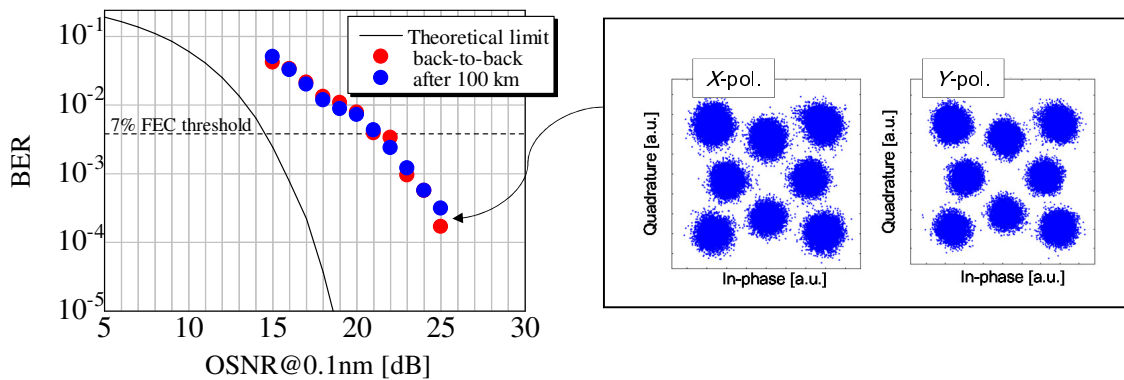 10⁻¹
10⁻²
10⁻³
10⁻⁴
10⁻⁵
BER
7% FEC threshold
Theoretical limit
back-to-back
after 100 km
5 10 15 20 25 30
OSNR@0.1nm [dB]
X-pol.
Quadrature [a.u.]
In-phase [a.u.]
Y-pol.
Quadrature [a.u.]
In-phase [a.u.]